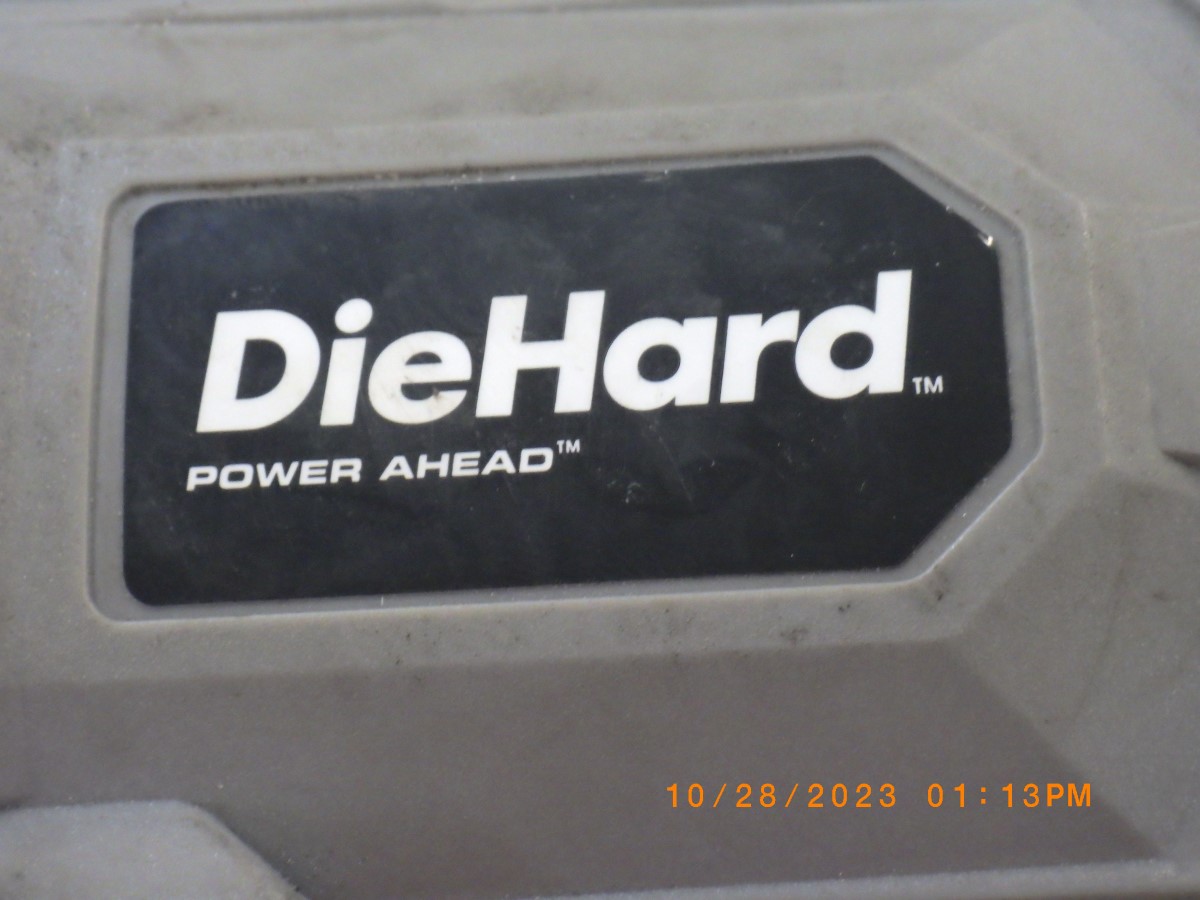 DieHard™
POWER AHEAD™
10/28/2023 01:13PM